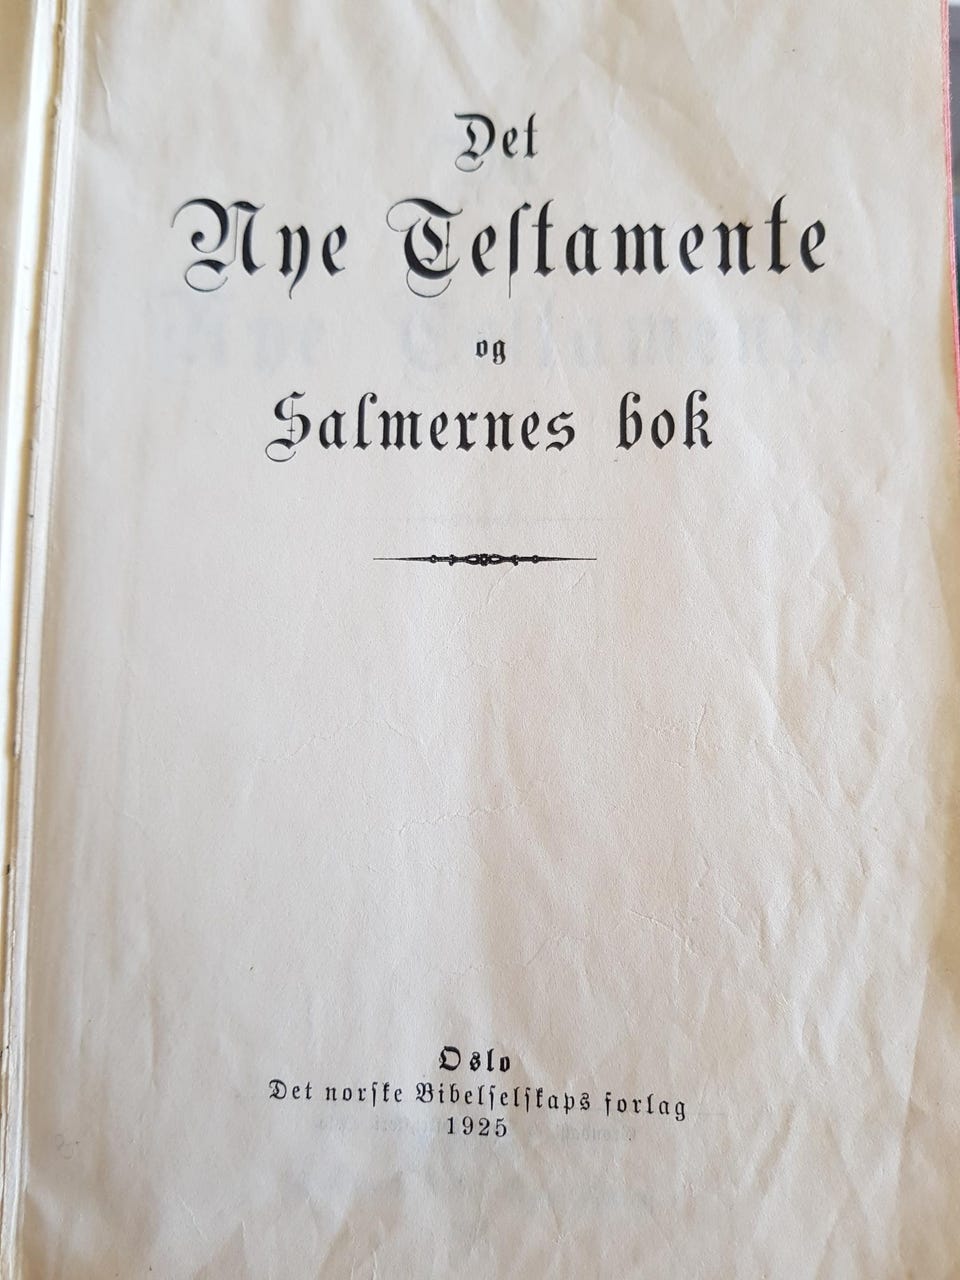 Det
Nye Teſtamente
og
Salmernes bok
Oslo
Det norſke Bibelſelſkaps forlag
1925